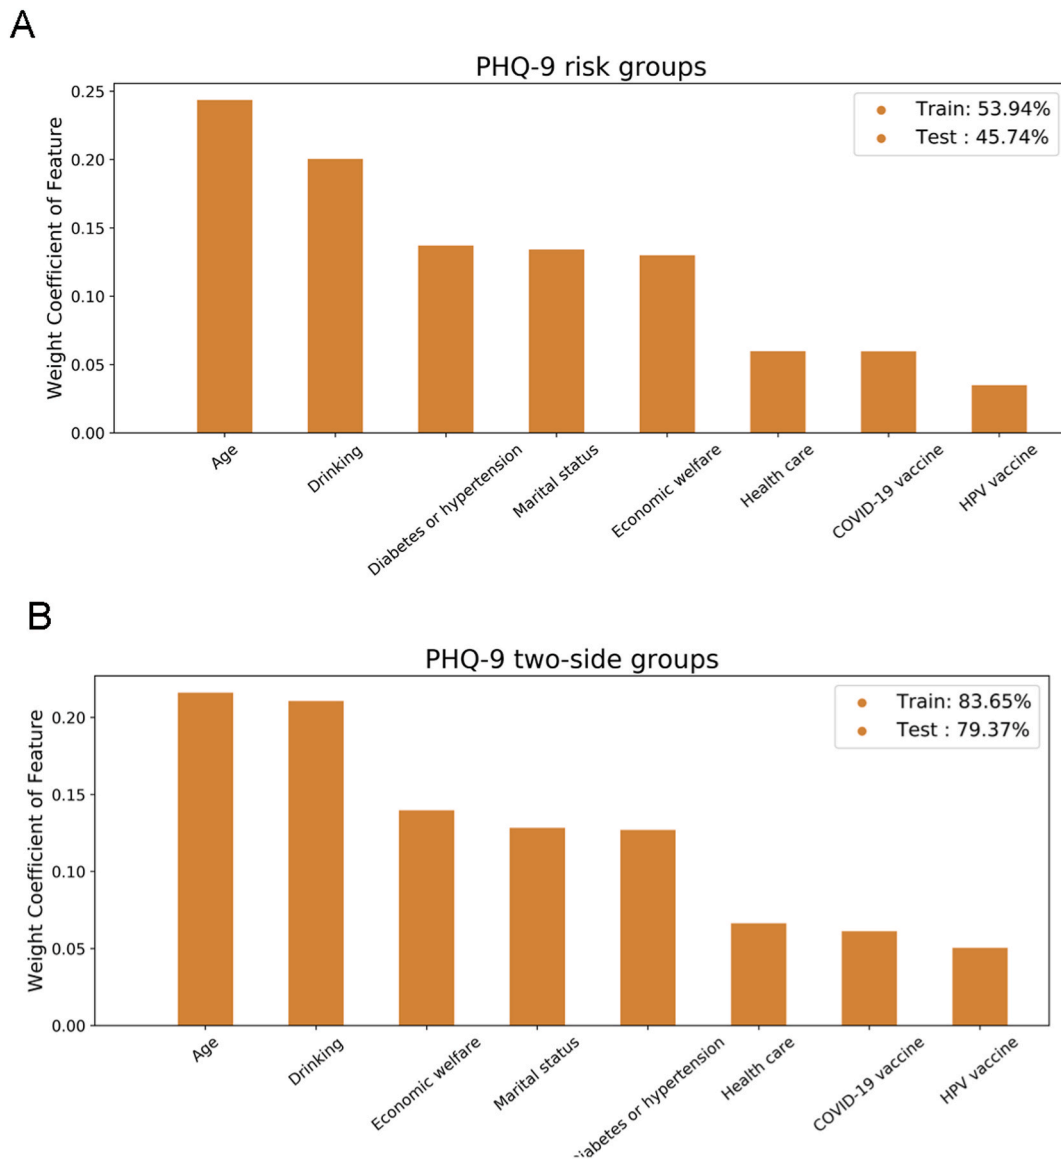 A
PHQ-9 risk groups
Weight Coefficient of Feature
0.25
0.20
0.15
0.10
0.05
0.00
Train: 53.94%
Test : 45.74%
Age
Drinking
Diabetes or hypertension
Marital status
Economic welfare
Health care
COVID-19 vaccine
HPV vaccine
B
PHQ-9 two-side groups
Weight Coefficient of Feature
0.20
0.15
0.10
0.05
0.00
Train: 83.65%
Test : 79.37%
Age
Drinking
Economic welfare
Marital status
Diabetes or hypertension
Health care
COVID-19 vaccine
HPV vaccine